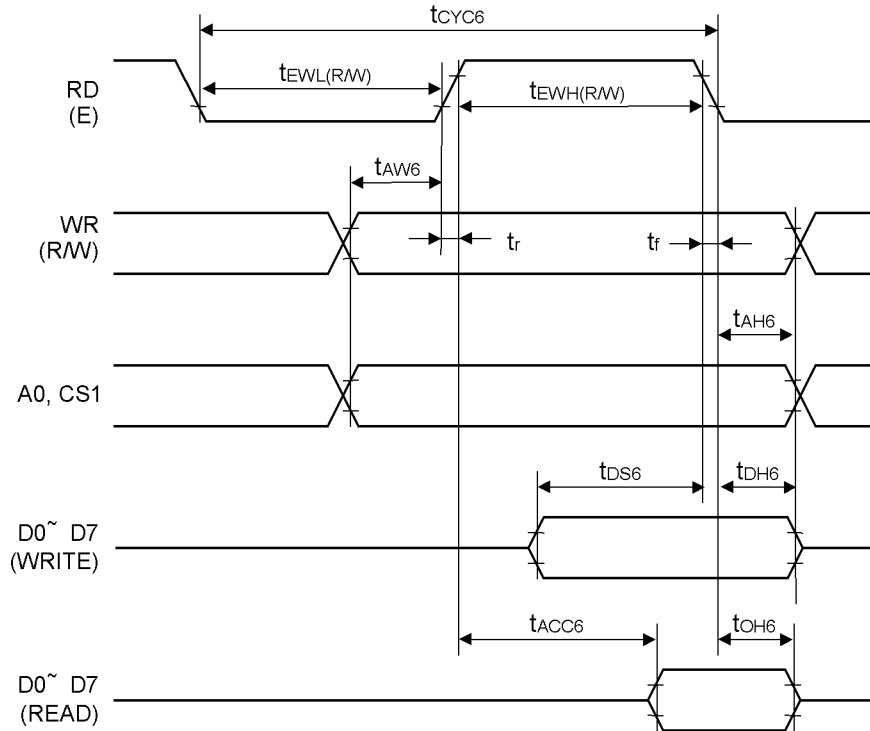 tCYC6
tEWL(R/W)
RD
(E)
tEWH(R/W)
tAW6
WR
(R/W)
tr
tf
tAH6
A0, CS1
tDS6
tDH6
D0~ D7
(WRITE)
tACC6
tOH6
D0~ D7
(READ)